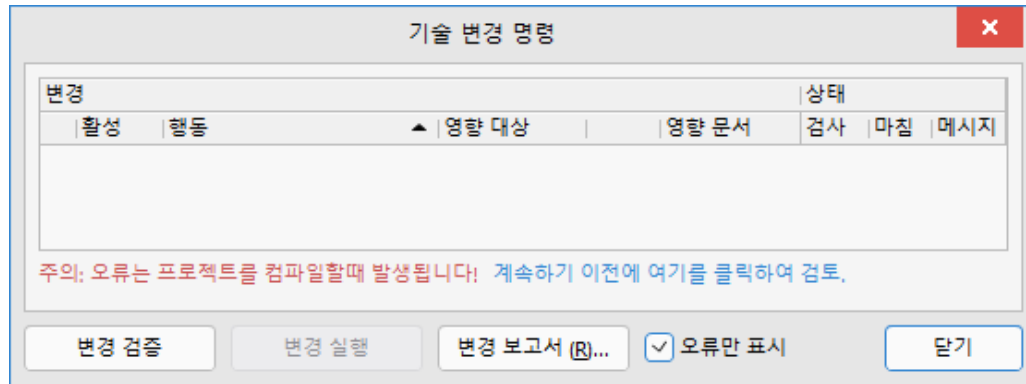 기술 변경 명령
변경 상태
활성 행동 영향 대상 영향 문서 검사 마침 메시지
주의: 오류는 프로젝트를 컴파일할때 발생됩니다! 계속하기 이전에 여기를 클릭하여 검토.
변경 검증 변경 실행 변경 보고서 (R)... 오류만 표시 닫기